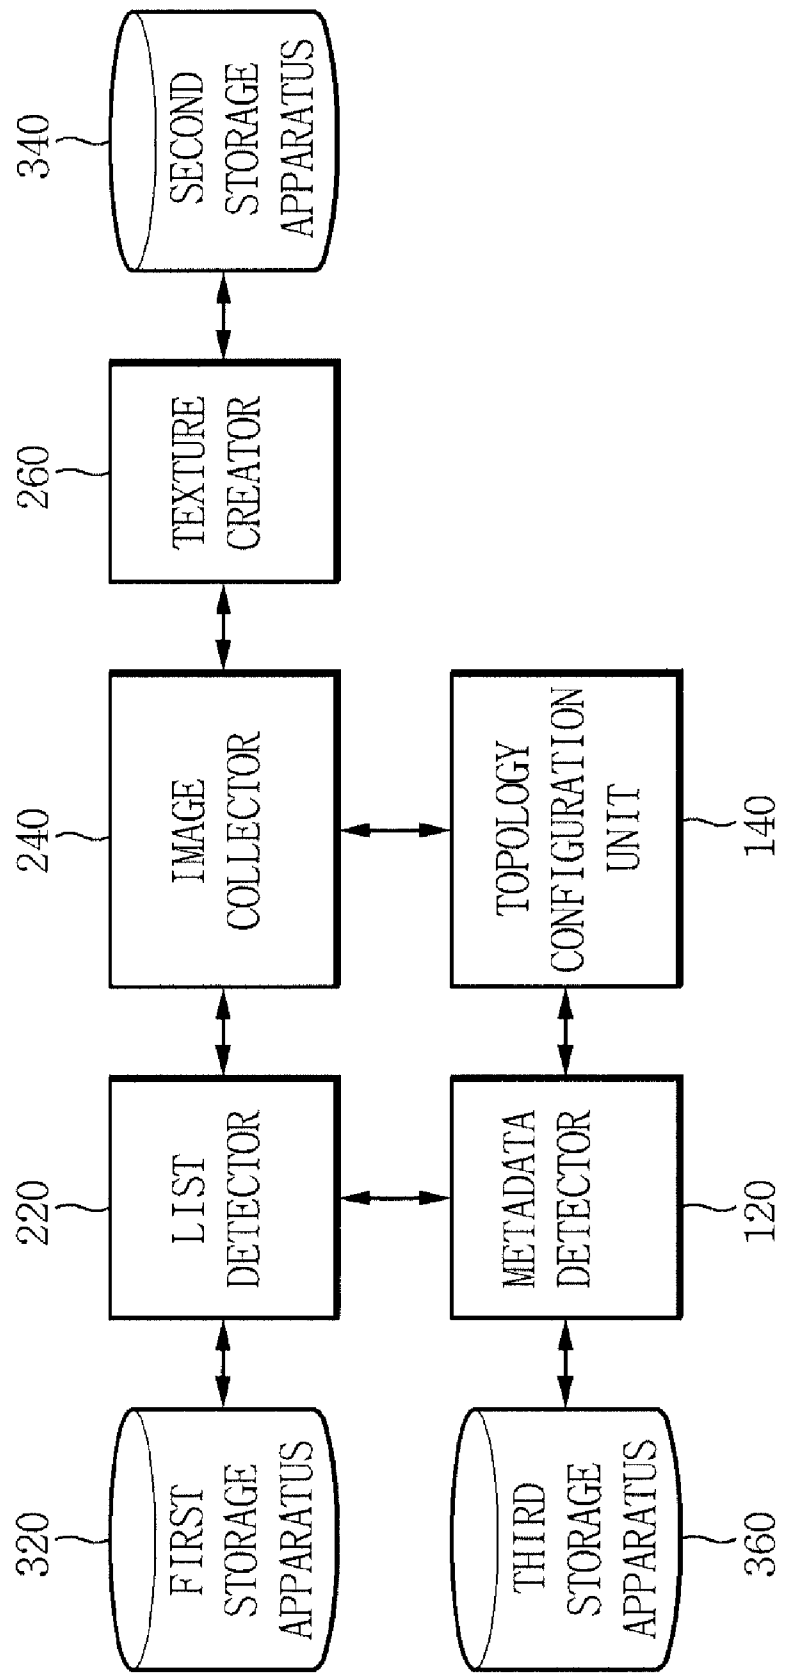 320
FIRST
STORAGE
APPARATUS
220
LIST
DETECTOR
240
IMAGE
COLLECTOR
260
TEXTURE
CREATOR
340
SECOND
STORAGE
APPARATUS
THIRD
STORAGE
APPARATUS
360
METADATA
DETECTOR
120
TOPOLOGY
CONFIGURATION
UNIT
140